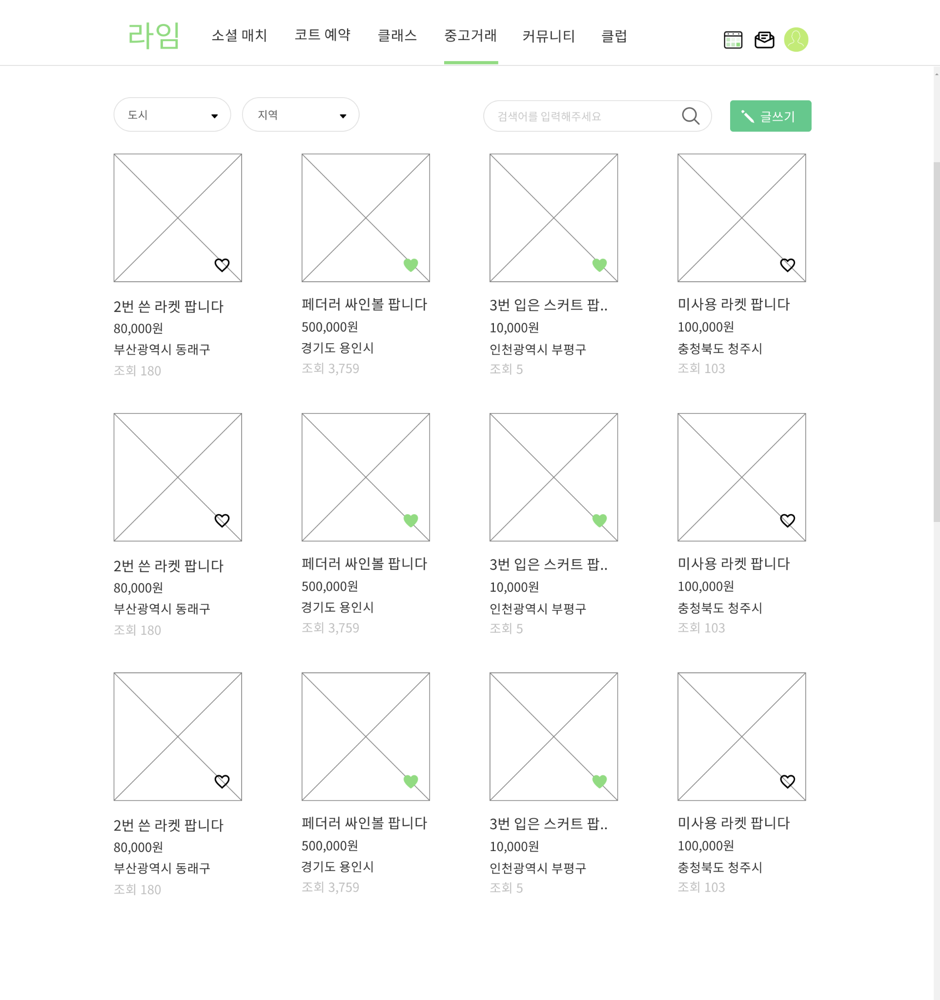 라임 소셜 매치 코트 예약 클래스 중고거래 커뮤니티 클럽
도시 지역 검색어를 입력해주세요 글쓰기
2번 쓴 라켓 팝니다
80,000원
부산광역시 동래구
조회 180
페더러 싸인볼 팝니다
500,000원
경기도 용인시
조회 3,759
3번 입은 스커트 팝..
10,000원
인천광역시 부평구
조회 5
미사용 라켓 팝니다
100,000원
충청북도 청주시
조회 103
2번 쓴 라켓 팝니다
80,000원
부산광역시 동래구
조회 180
페더러 싸인볼 팝니다
500,000원
경기도 용인시
조회 3,759
3번 입은 스커트 팝..
10,000원
인천광역시 부평구
조회 5
미사용 라켓 팝니다
100,000원
충청북도 청주시
조회 103
2번 쓴 라켓 팝니다
80,000원
부산광역시 동래구
조회 180
페더러 싸인볼 팝니다
500,000원
경기도 용인시
조회 3,759
3번 입은 스커트 팝..
10,000원
인천광역시 부평구
조회 5
미사용 라켓 팝니다
100,000원
충청북도 청주시
조회 103